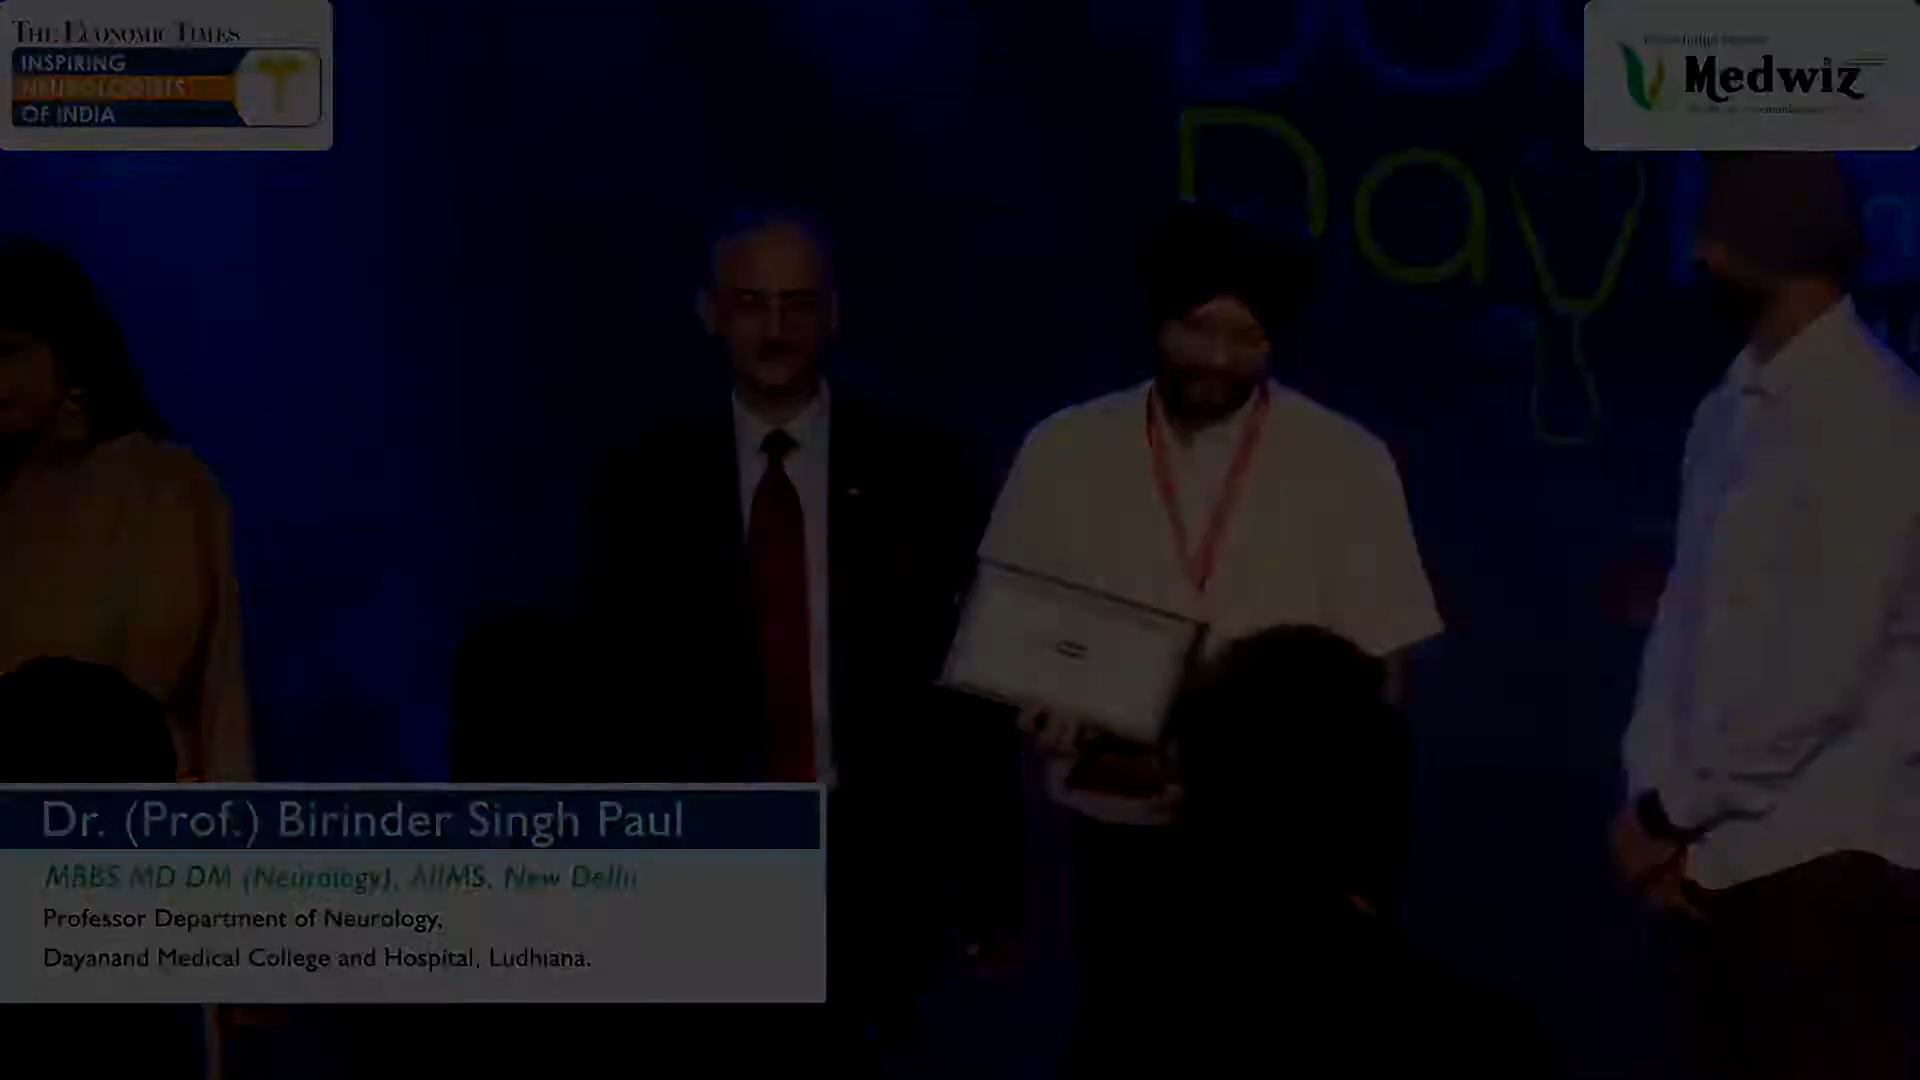 THE ECONOMIC TIMES
INSPIRING
NEUROLOGISTS
OF INDIA
Medwiz
Day
Dr. (Prof.) Birinder Singh Paul
MBBS MD DM (Neurology), AIIMS, New Delhi
Professor Department of Neurology,
Dayanand Medical College and Hospital, Ludhiana.